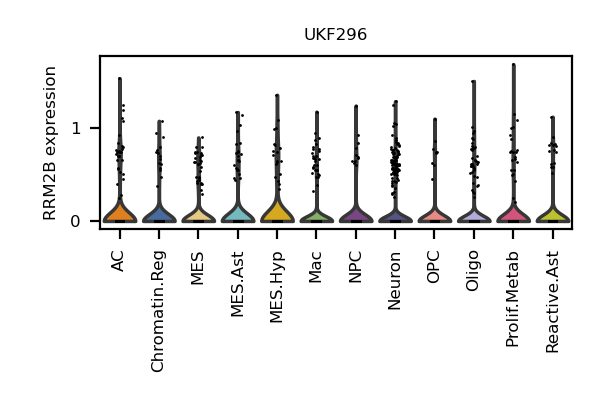 UKF296
RRM2B expression
1
0
AC
Chromatin.Reg
MES
MES.Ast
MES.Hyp
Mac
NPC
Neuron
OPC
Oligo
Prolif.Metab
Reactive.Ast